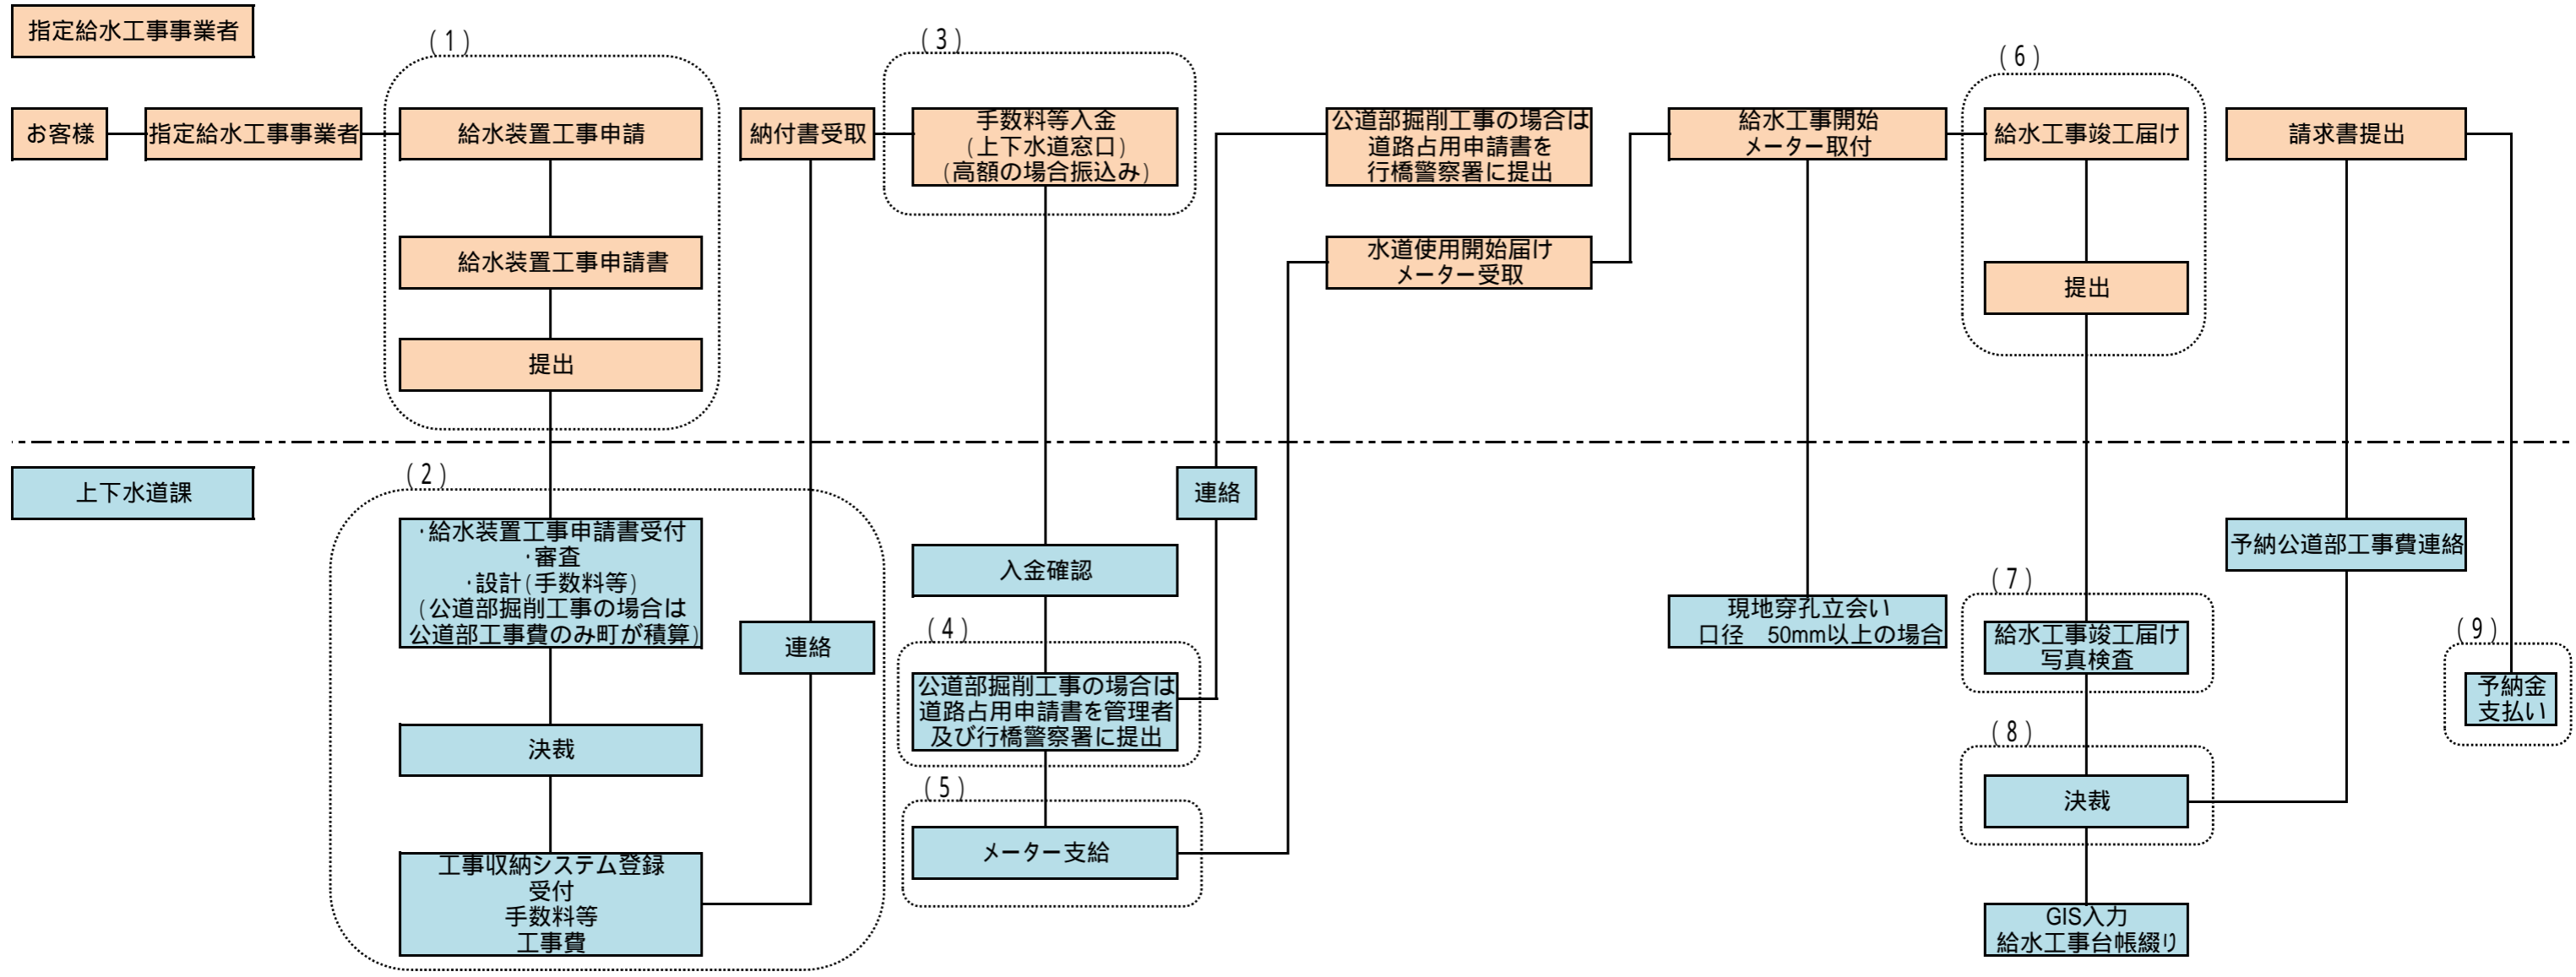 指定給水工事事業者
(1)
(3)
(6)
お客様
指定給水工事事業者
給水装置工事申請
納付書受取
手数料等入金
(上下水道窓口)
(高額の場合振込み)
公道部掘削工事の場合は
道路占用申請書を
行橋警察署に提出
給水工事開始
メーター取付
給水工事竣工届け
請求書提出
給水装置工事申請書
水道使用開始届け
メーター受取
提出
提出
上下水道課
(2)
連絡
・給水装置工事申請書受付
・審査
・設計(手数料等)
(公道部掘削工事の場合は
公道部工事費のみ町が積算)
入金確認
予納公道部工事費連絡
連絡
(4)
現地穿孔立会い
口径　50mm以上の場合
(7)
給水工事竣工届け
写真検査
(9)
予納金
支払い
公道部掘削工事の場合は
道路占用申請書を管理者
及び行橋警察署に提出
決裁
(8)
(5)
決裁
メーター支給
工事収納システム登録
受付
手数料等
工事費
GIS入力
給水工事台帳綴り